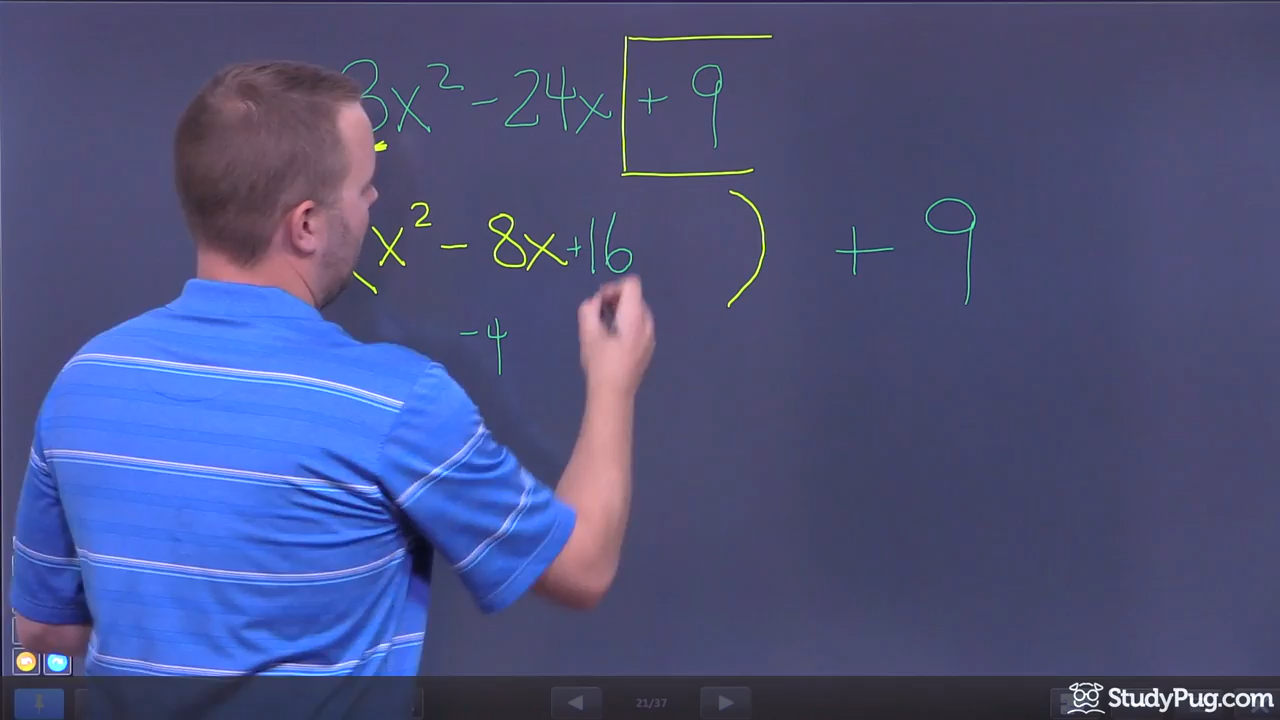 3x² - 24x + 9
(x² - 8x + 16 ) + 9
- 4
21/37
StudyPug.com